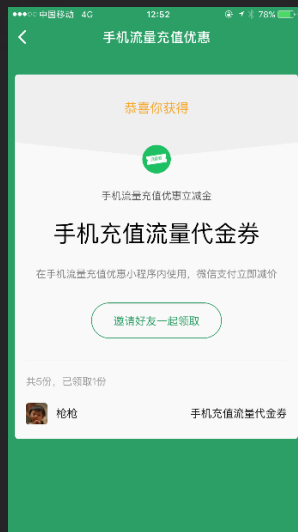 中国移动 4G 12:52 78%
手机流量充值优惠
恭喜你获得
手机流量充值优惠立减金
手机充值流量代金券
在手机流量充值优惠小程序内使用，微信支付立即减价
邀请好友一起领取
共5份，已领取1份
枪枪 手机充值流量代金券